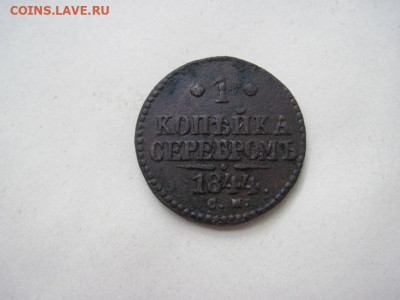 COINS.LAVE.RU
• 1 •
КОПѢЙКА
СЕРЕБРОМЪ
1844.
С. М.